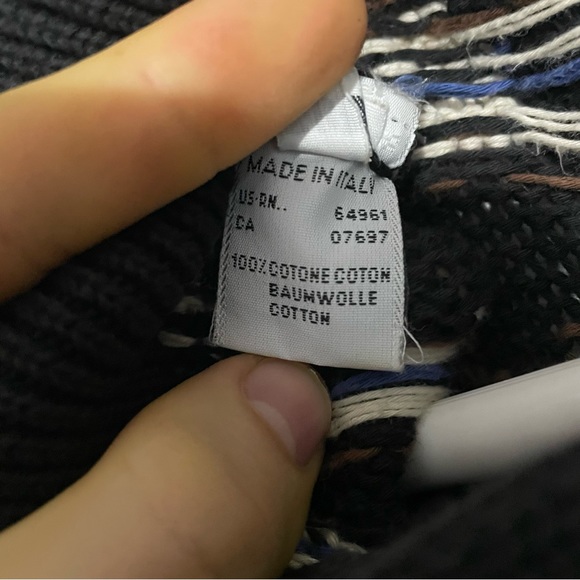 MADE IN ITALY
US·RN.. 64961
CA 07697
100% COTONE COTON
BAUMWOLLE
COTTON